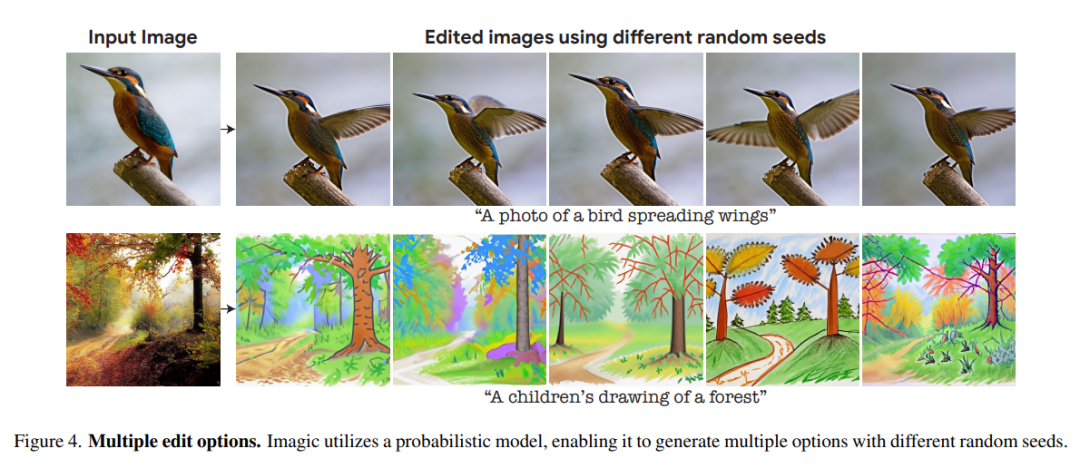 Input Image
Edited images using different random seeds
“A photo of a bird spreading wings”
“A children’s drawing of a forest”
Figure 4. Multiple edit options. Imagic utilizes a probabilistic model, enabling it to generate multiple options with different random seeds.